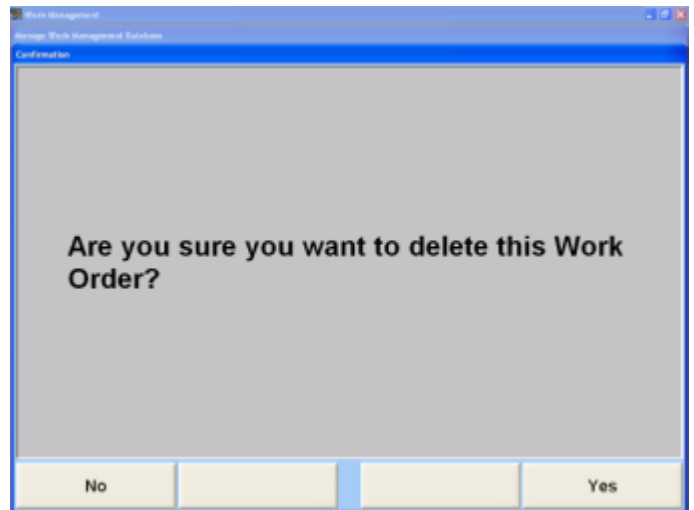 Work Management
Manage Work Management Database
Confirmation
Are you sure you want to delete this Work
Order?
No
Yes